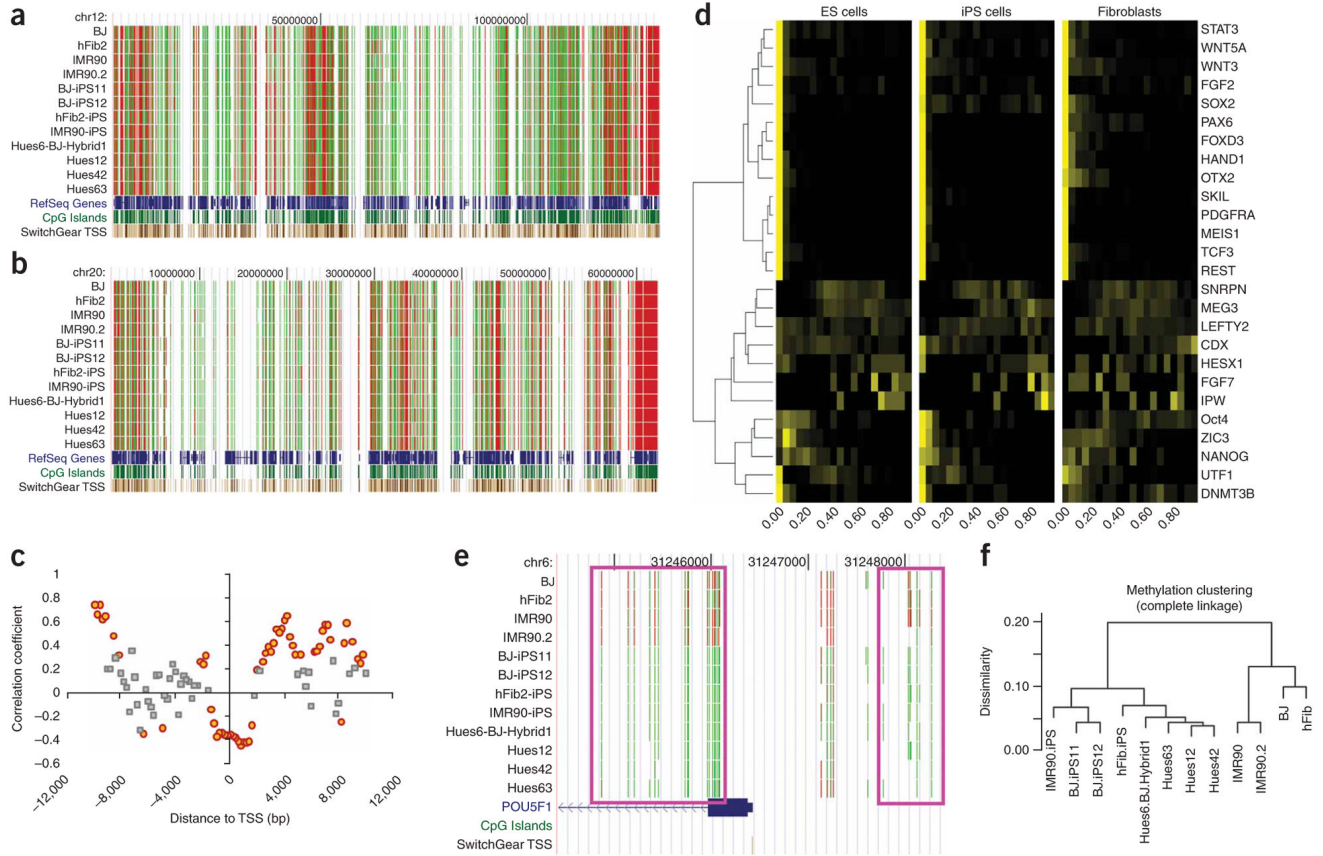 a
chr12: 50000000 100000000
BJ
hFib2
IMR90
IMR90.2
BJ-iPS11
BJ-iPS12
hFib2-iPS
IMR90-iPS
Hues6-BJ-Hybrid1
Hues12
Hues42
Hues63
RefSeq Genes
CpG Islands
SwitchGear TSS
b
chr20: 10000000 20000000 30000000 40000000 50000000 60000000
BJ
hFib2
IMR90
IMR90.2
BJ-iPS11
BJ-iPS12
hFib2-iPS
IMR90-iPS
Hues6-BJ-Hybrid1
Hues12
Hues42
Hues63
RefSeq Genes
CpG Islands
SwitchGear TSS
c
Correlation coefficient
1
0.8
0.6
0.4
0.2
0
−0.2
−0.4
−0.6
−12,000 −8,000 −4,000 0 4,000 8,000 12,000
Distance to TSS (bp)
d
ES cells iPS cells Fibroblasts
STAT3
WNT5A
WNT3
FGF2
SOX2
PAX6
FOXD3
HAND1
OTX2
SKIL
PDGFRA
MEIS1
TCF3
REST
SNRPN
MEG3
LEFTY2
CDX
HESX1
FGF7
IPW
Oct4
ZIC3
NANOG
UTF1
DNMT3B
0.00 0.20 0.40 0.60 0.80 0.00 0.20 0.40 0.60 0.80 0.00 0.20 0.40 0.60 0.80
e
chr6: 31246000 31247000 31248000
BJ
hFib2
IMR90
IMR90.2
BJ-iPS11
BJ-iPS12
hFib2-iPS
IMR90-iPS
Hues6-BJ-Hybrid1
Hues12
Hues42
Hues63
POU5F1
CpG Islands
SwitchGear TSS
f
Methylation clustering
(complete linkage)
Dissimilarity
0.20
0.10
0.00
IMR90.iPS
BJ.iPS11
BJ.iPS12
hFib.iPS
Hues6.BJ.Hybrid1
Hues63
Hues12
Hues42
IMR90
IMR90.2
BJ
hFib